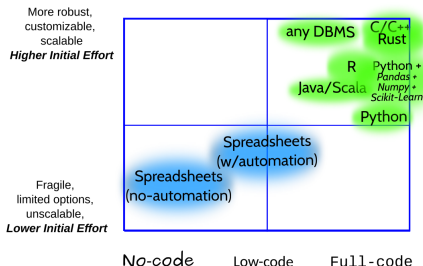 More robust,
customizable,
scalable
Higher Initial Effort
any DBMS
C/C++
Rust
R
Python +
Pandas +
Numpy +
Scikit-Learn
Java/Scala
Python
Spreadsheets
(w/automation)
Spreadsheets
(no-automation)
Fragile,
limited options,
unscalable,
Lower Initial Effort
No-code
Low-code
Full-code